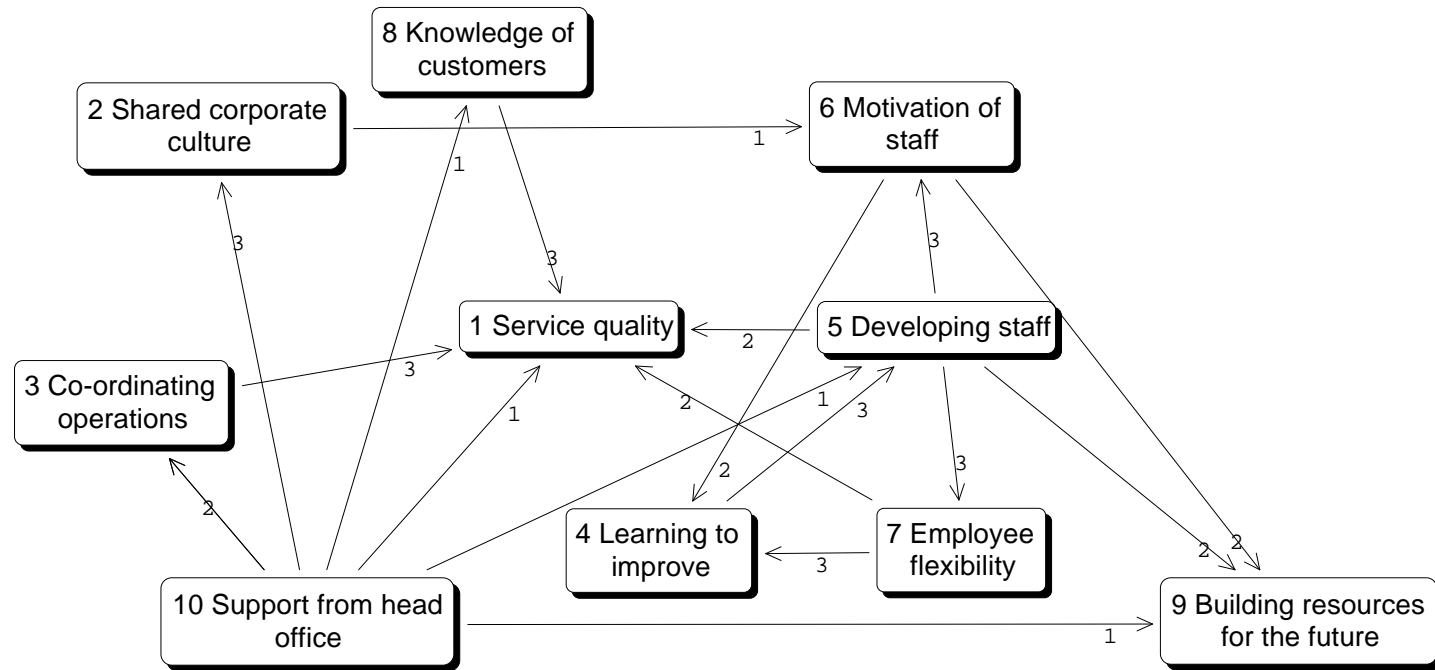 8 Knowledge of
customers
2 Shared corporate
culture
6 Motivation of
staff
1
1
3
3
3
1 Service quality
5 Developing staff
2
3 Co-ordinating
operations
3
1
2
1
3
2
3
2
4 Learning to
improve
3
7 Employee
flexibility
2
2
10 Support from head
office
1
9 Building resources
for the future